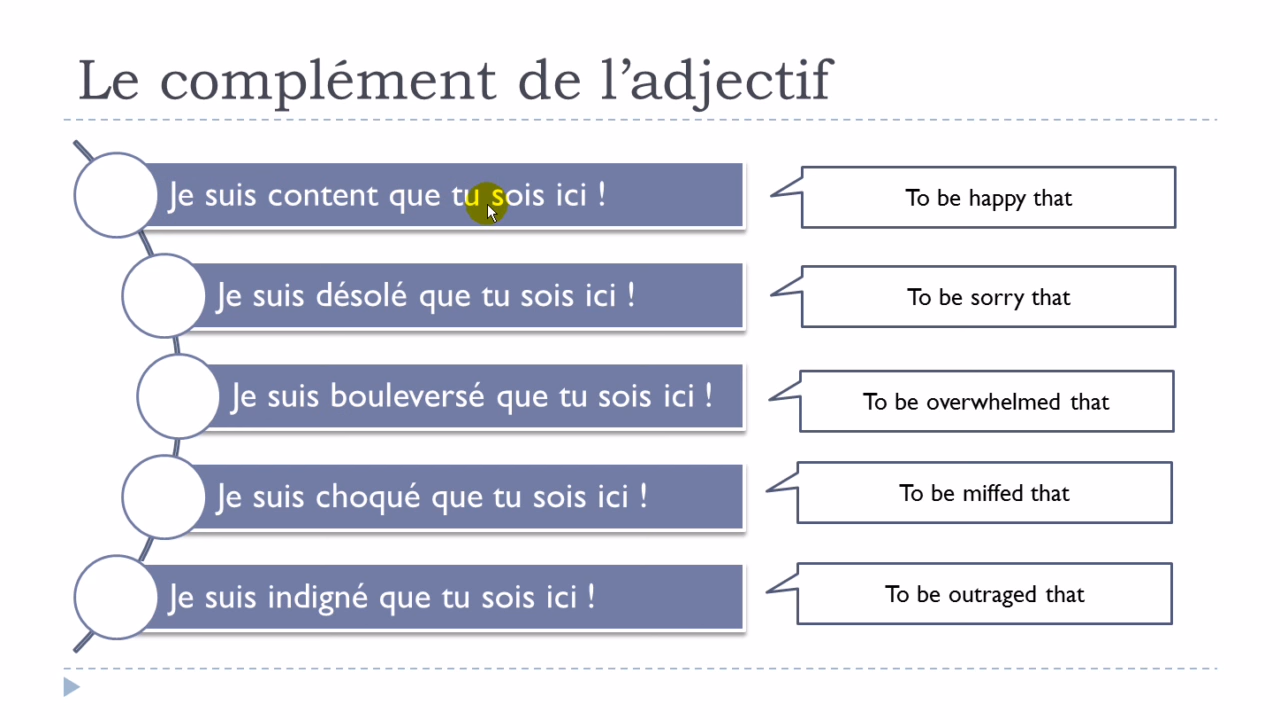 Le complément de l’adjectif
Je suis content que tu sois ici !
To be happy that
Je suis désolé que tu sois ici !
To be sorry that
Je suis bouleversé que tu sois ici !
To be overwhelmed that
Je suis choqué que tu sois ici !
To be miffed that
Je suis indigné que tu sois ici !
To be outraged that